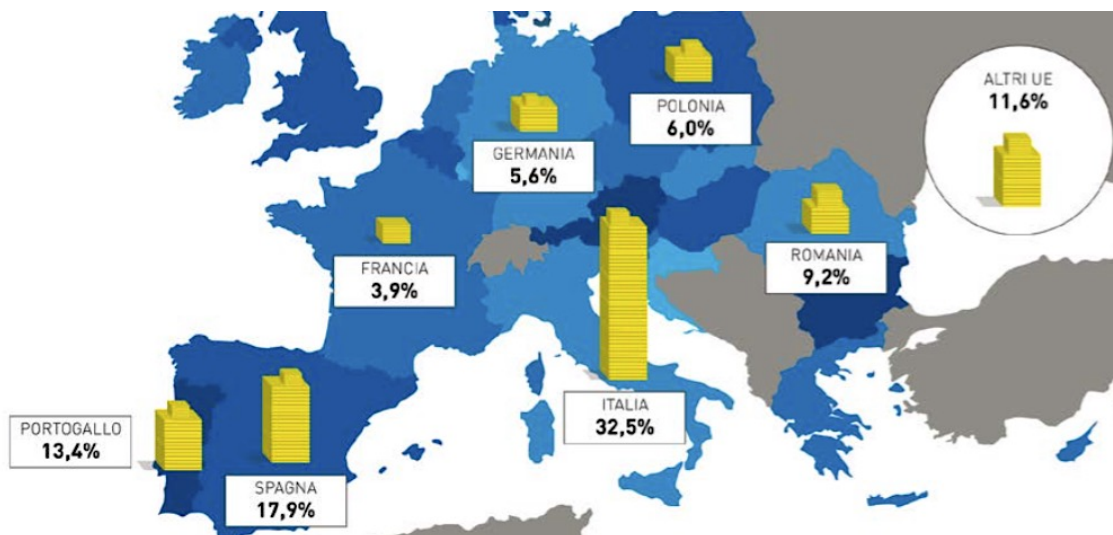 ALTRI UE
11,6%
POLONIA
6,0%
GERMANIA
5,6%
ROMANIA
9,2%
FRANCIA
3,9%
ITALIA
32,5%
PORTOGALLO
13,4%
SPAGNA
17,9%